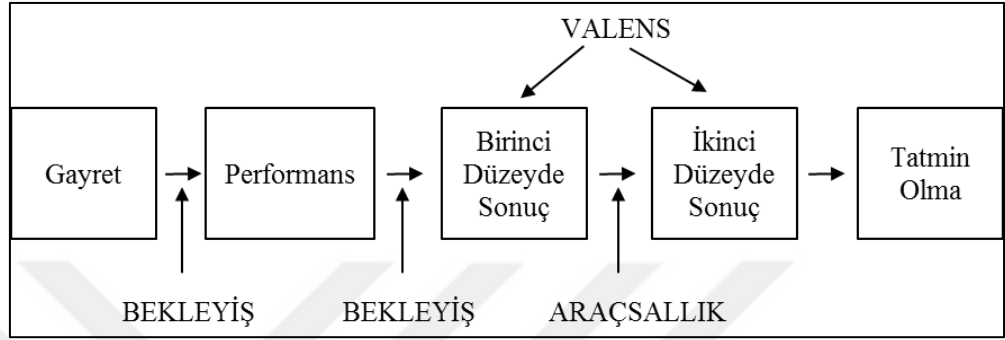 VALENS
Gayret
Performans
Birinci
Düzeyde
Sonuç
İkinci
Düzeyde
Sonuç
Tatmin
Olma
BEKLEYİŞ
BEKLEYİŞ
ARAÇSALLIK